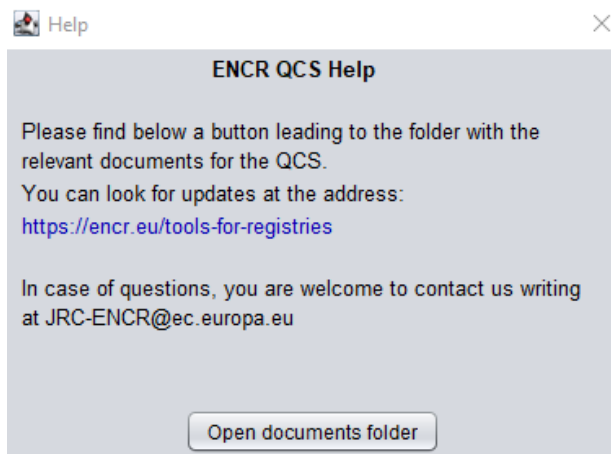 Help
ENCR QCS Help
Please find below a button leading to the folder with the
relevant documents for the QCS.
You can look for updates at the address:
https://encr.eu/tools-for-registries
In case of questions, you are welcome to contact us writing
at JRC-ENCR@ec.europa.eu
Open documents folder